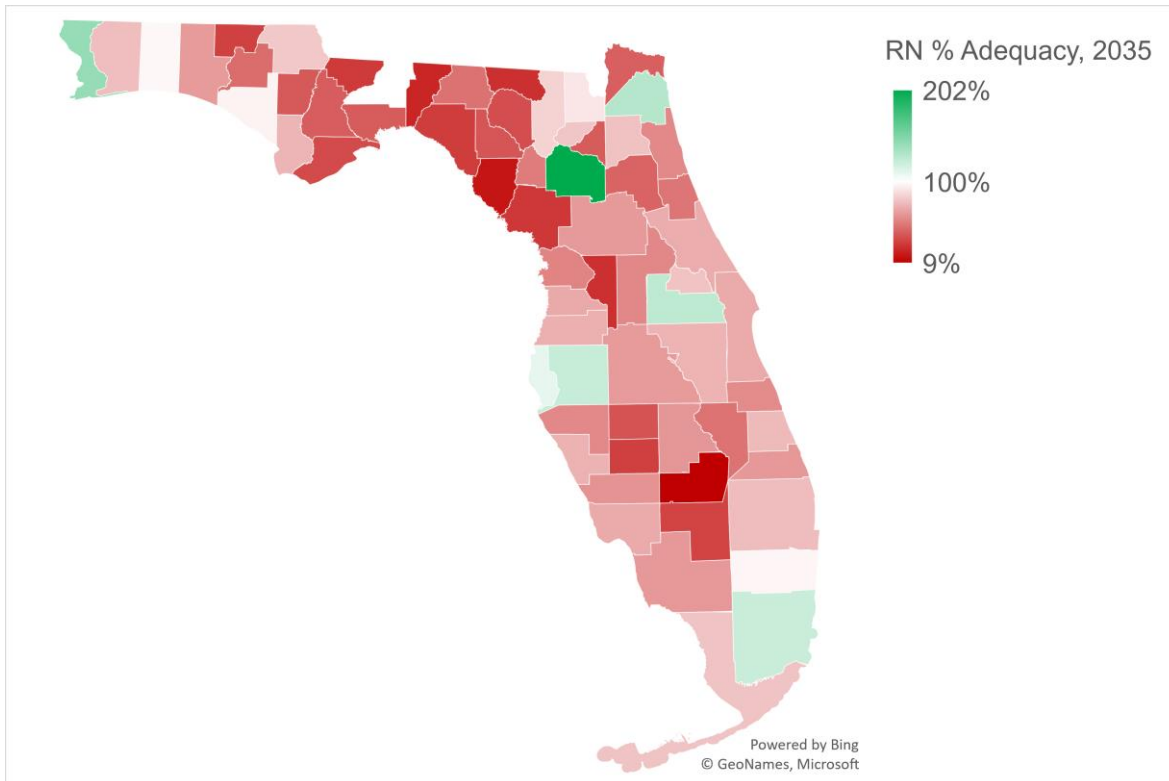 RN % Adequacy, 2035
202%
100%
9%
Powered by Bing
© GeoNames, Microsoft